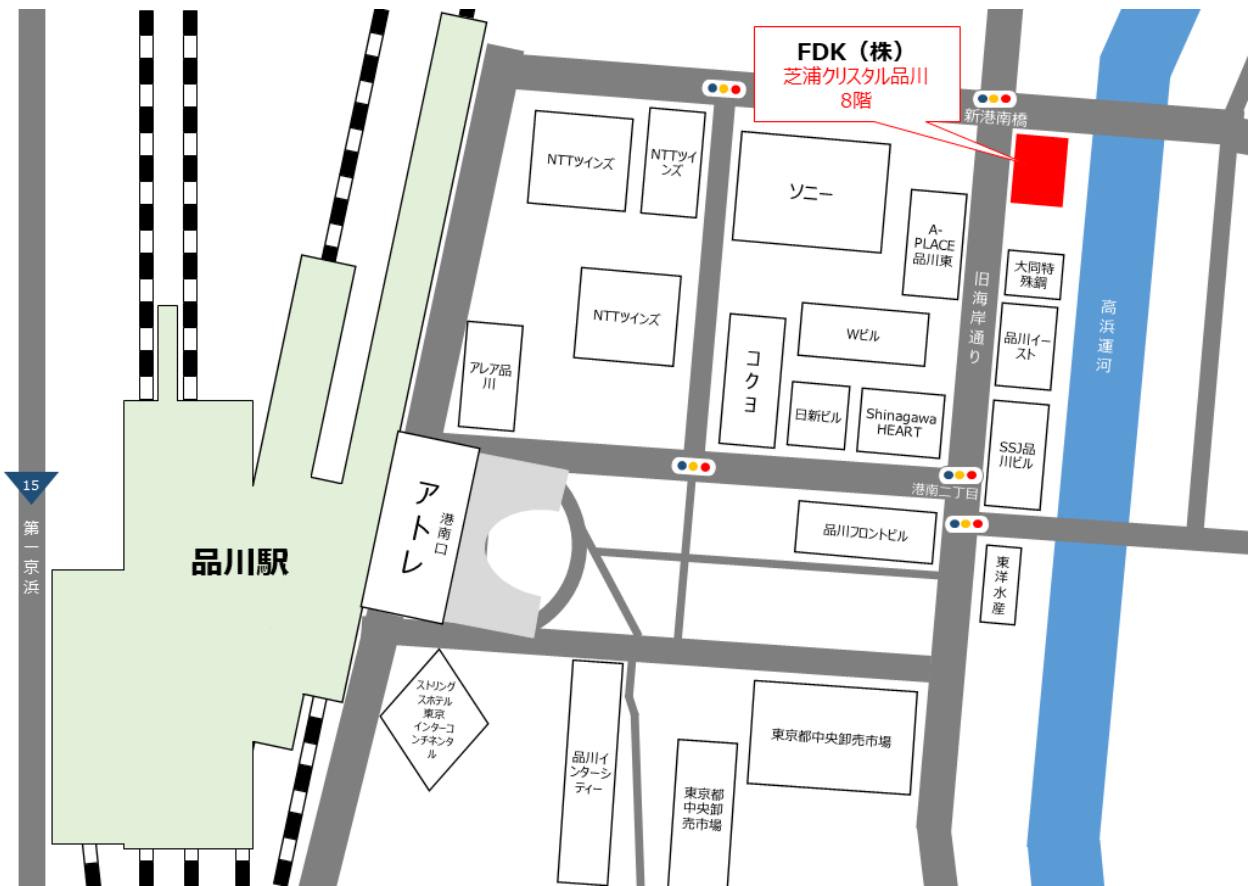 FDK（株）
芝浦クリスタル品川
8階
新港南橋
NTTツインズ
NTTツイ
ンズ
ソニー
A-
PLACE
品川東
大同特
殊鋼
旧海岸通り
高浜運河
NTTツインズ
Wビル
品川イー
スト
コクヨ
アレア品
川
日新ビル
Shinagawa
HEART
SSJ品
川ビル
港南二丁目
15
第一京浜
品川駅
アトレ
港南口
品川フロントビル
東洋水産
ストリング
スホテル
東京
インターコ
ンチネンタ
ル
品川イ
ンターシ
ティー
東京都中央卸売市場
東京都
中央卸
売市場